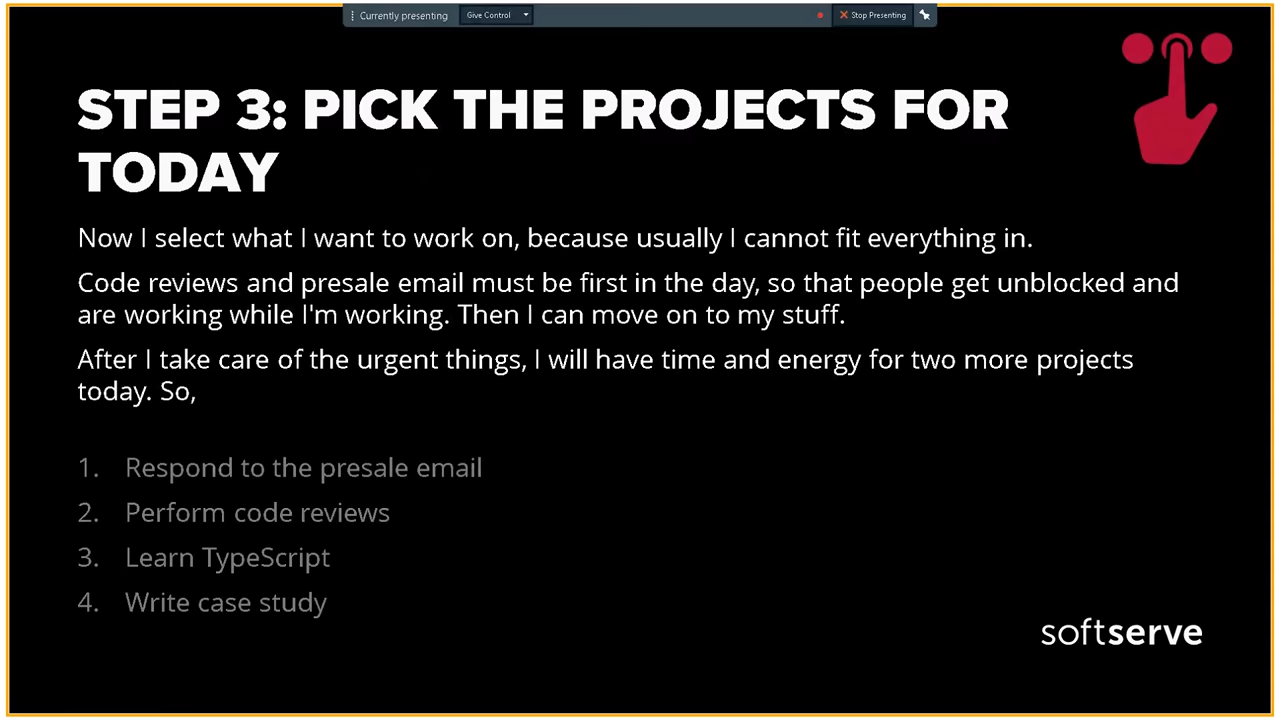 Currently presenting
Give Control
Stop Presenting
STEP 3: PICK THE PROJECTS FOR
TODAY
Now I select what I want to work on, because usually I cannot fit everything in.
Code reviews and presale email must be first in the day, so that people get unblocked and
are working while I'm working. Then I can move on to my stuff.
After I take care of the urgent things, I will have time and energy for two more projects
today. So,
1. Respond to the presale email
2. Perform code reviews
3. Learn TypeScript
4. Write case study
softserve